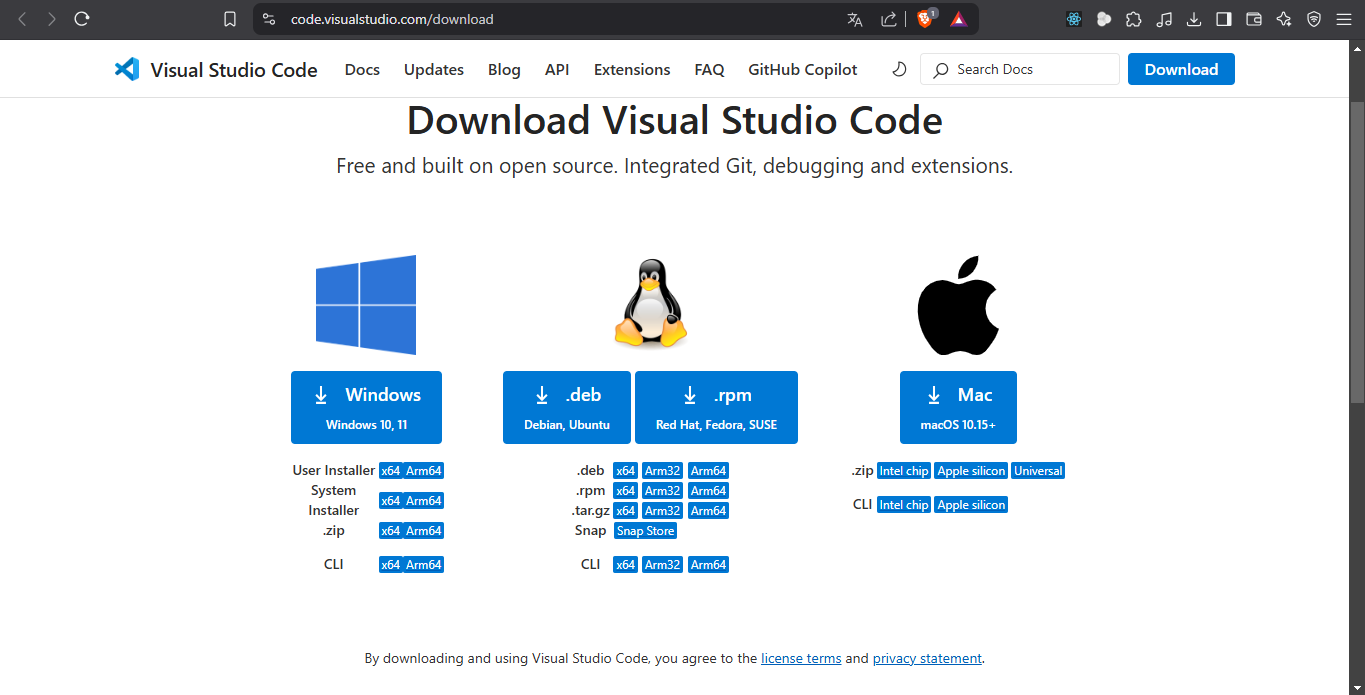 code.visualstudio.com/download
1
Visual Studio Code Docs Updates Blog API Extensions FAQ GitHub Copilot Search Docs Download
Download Visual Studio Code
Free and built on open source. Integrated Git, debugging and extensions.
Windows
Windows 10, 11
.deb
Debian, Ubuntu
.rpm
Red Hat, Fedora, SUSE
Mac
macOS 10.15+
User Installer x64 Arm64
System
Installer x64 Arm64
.zip x64 Arm64
CLI x64 Arm64
.deb x64 Arm32 Arm64
.rpm x64 Arm32 Arm64
.tar.gz x64 Arm32 Arm64
Snap Snap Store
CLI x64 Arm32 Arm64
.zip Intel chip Apple silicon Universal
CLI Intel chip Apple silicon
By downloading and using Visual Studio Code, you agree to the license terms and privacy statement.